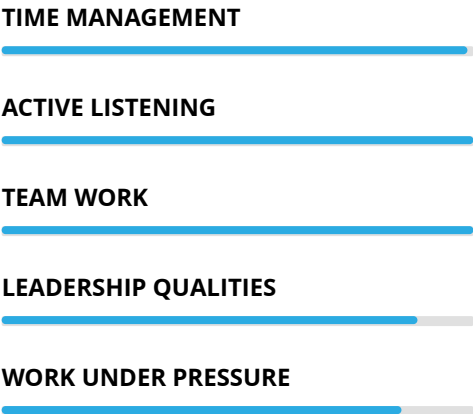 TIME MANAGEMENT
ACTIVE LISTENING
TEAM WORK
LEADERSHIP QUALITIES
WORK UNDER PRESSURE